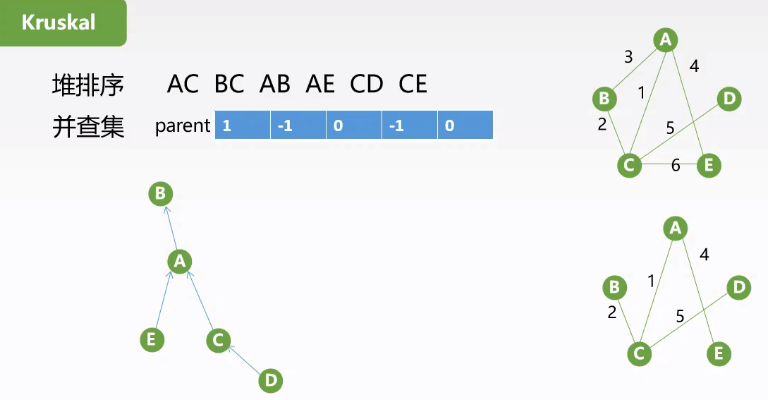 Kruskal
堆排序 AC BC AB AE CD CE
并查集 parent 1 -1 0 -1 0
A
3 4
B 1 D
2 5
C 6 E
B
A
E C
D
A
4
B 1 D
2 5
C E